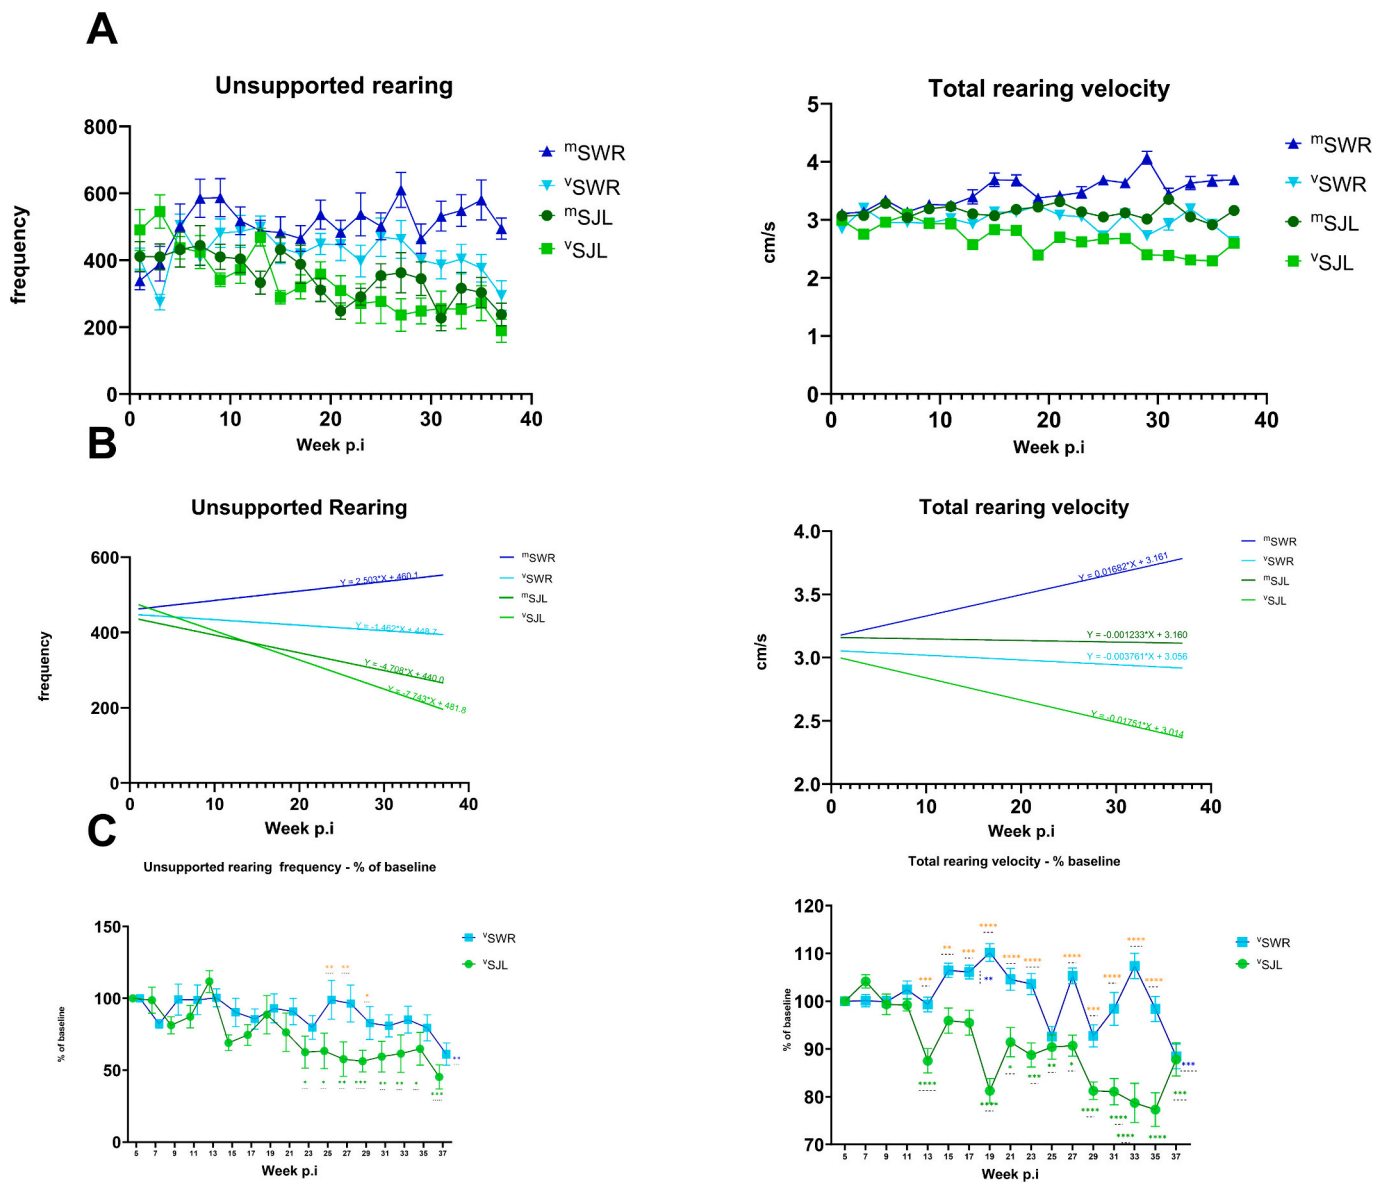 A
Unsupported rearing
frequency
800
600
400
200
0
0 10 20 30 40
Week p.i
mSWR
vSWR
mSJL
vSJL
Total rearing velocity
cm/s
5
4
3
2
1
0
0 10 20 30 40
Week p.i
mSWR
vSWR
mSJL
vSJL
B
Unsupported Rearing
frequency
600
400
200
0
0 10 20 30 40
Week p.i
Y = 2.503*X + 460.1
Y = -1.462*X + 449.7
Y = -4.708*X + 440.0
Y = -7.743*X + 481.8
mSWR
vSWR
mSJL
vSJL
Total rearing velocity
cm/s
4.0
3.5
3.0
2.5
2.0
0 10 20 30 40
Week p.i
Y = 0.01682*X + 3.161
Y = -0.001233*X + 3.160
Y = -0.003761*X + 3.056
Y = -0.01751*X + 3.014
mSWR
vSWR
mSJL
vSJL
C
Unsupported rearing frequency - % of baseline
% of baseline
150
100
50
0
5 7 9 11 13 15 17 19 21 23 25 27 29 31 33 35 37
Week p.i
** ** *
**
* * ** *** ** ** * ***
vSWR
vSJL
Total rearing velocity - % baseline
% of baseline
120
110
100
90
80
70
5 7 9 11 13 15 17 19 21 23 25 27 29 31 33 35 37
Week p.i
*** ** *** **** **** **** **** *** **** **** ****
**
***
**** **** * *** ** * **** **** **** **** ***
vSWR
vSJL